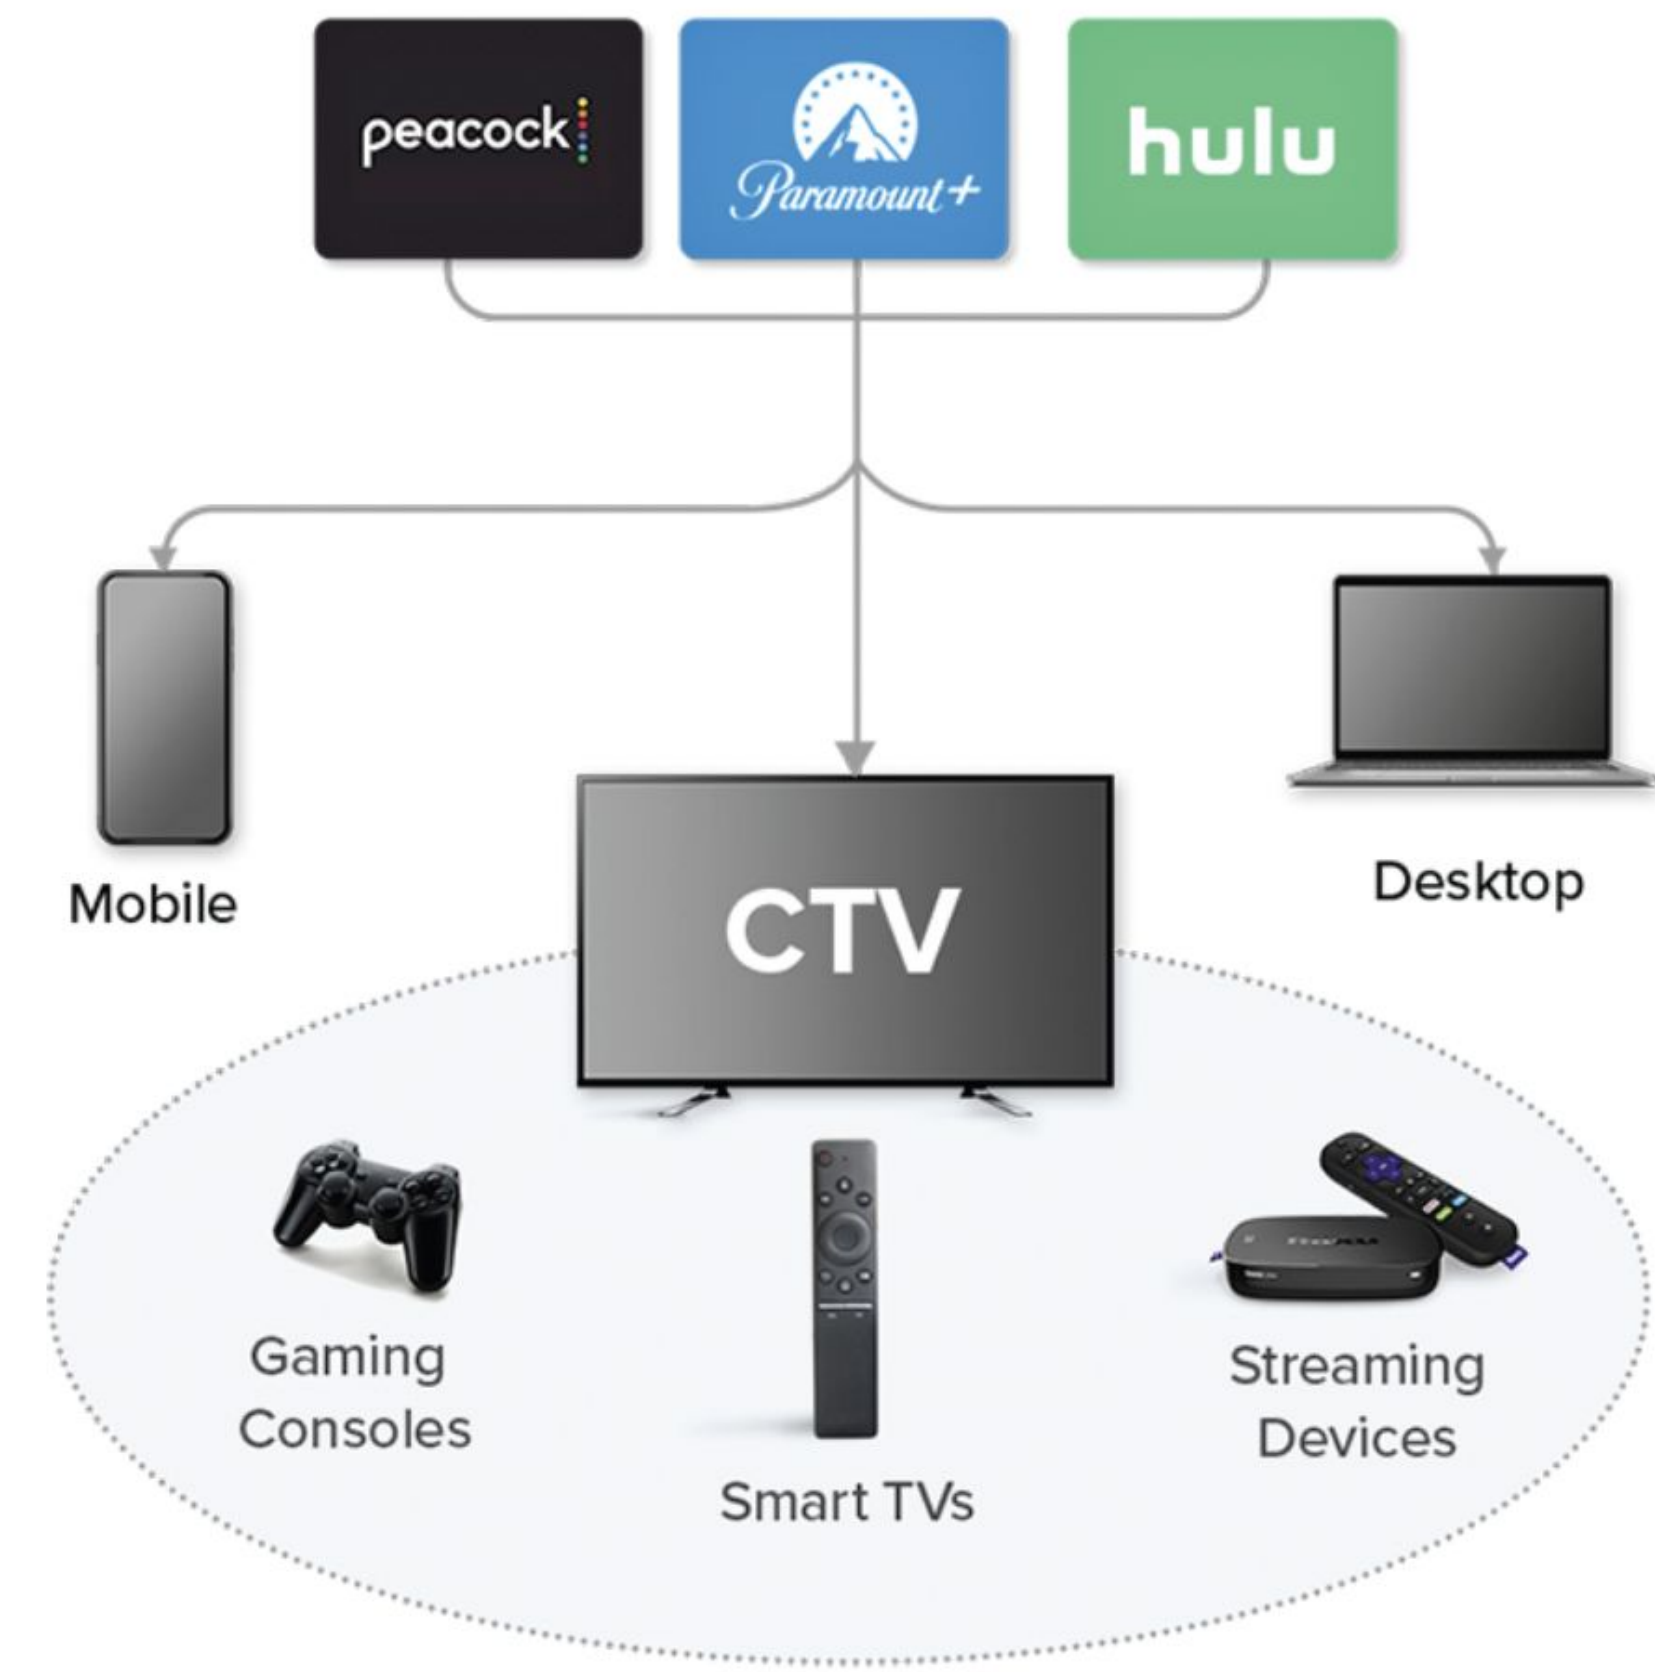 peacock
Paramount+
hulu
Mobile
Desktop
CTV
Gaming
Consoles
Streaming
Devices
Smart TVs